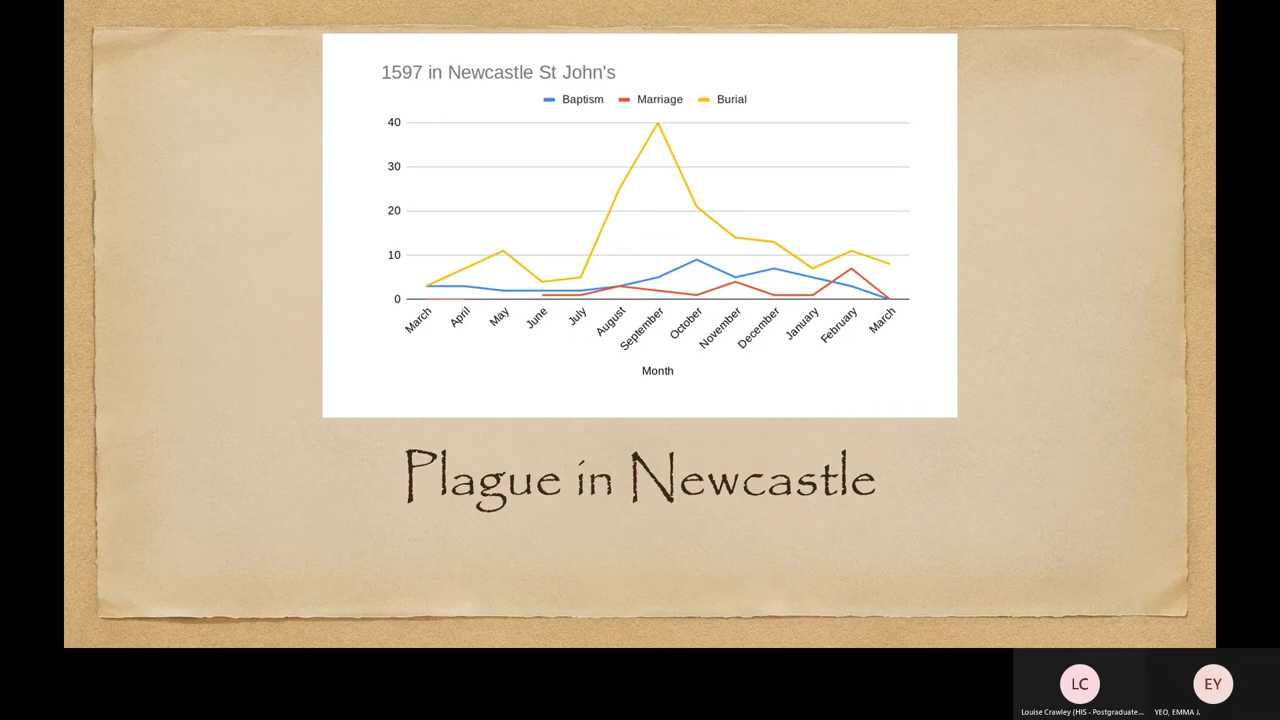 1597 in Newcastle St John's
Baptism Marriage Burial
40
30
20
10
0
March April May June July August September October November December January February March
Month
Plague in Newcastle
LC EY
Louise Crawley (HIS - Postgraduate... YEO, EMMA J.